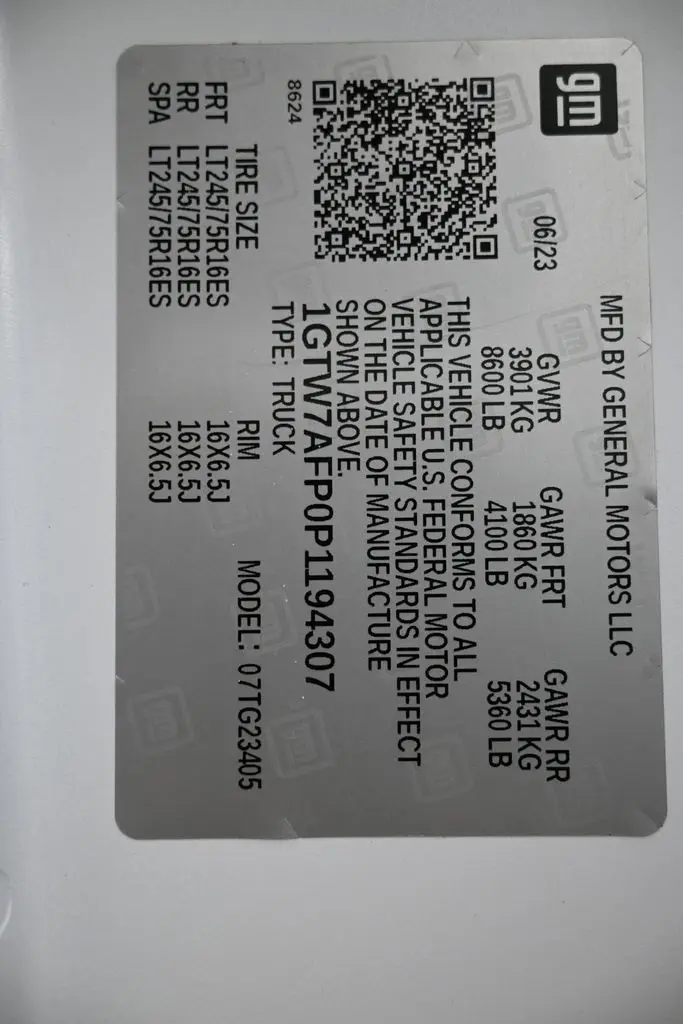 gm
MFD BY GENERAL MOTORS LLC
06/23
GVWR GAWR FRT GAWR RR
3901 KG 1860 KG 2431 KG
8600 LB 4100 LB 5360 LB
THIS VEHICLE CONFORMS TO ALL
APPLICABLE U.S. FEDERAL MOTOR
VEHICLE SAFETY STANDARDS IN EFFECT
ON THE DATE OF MANUFACTURE
SHOWN ABOVE.
1GTW7AFP0P1194307
TYPE: TRUCK
8624
TIRE SIZE RIM MODEL: 07TG23405
FRT LT245/75R16ES 16X6.5J
RR LT245/75R16ES 16X6.5J
SPA LT245/75R16ES 16X6.5J